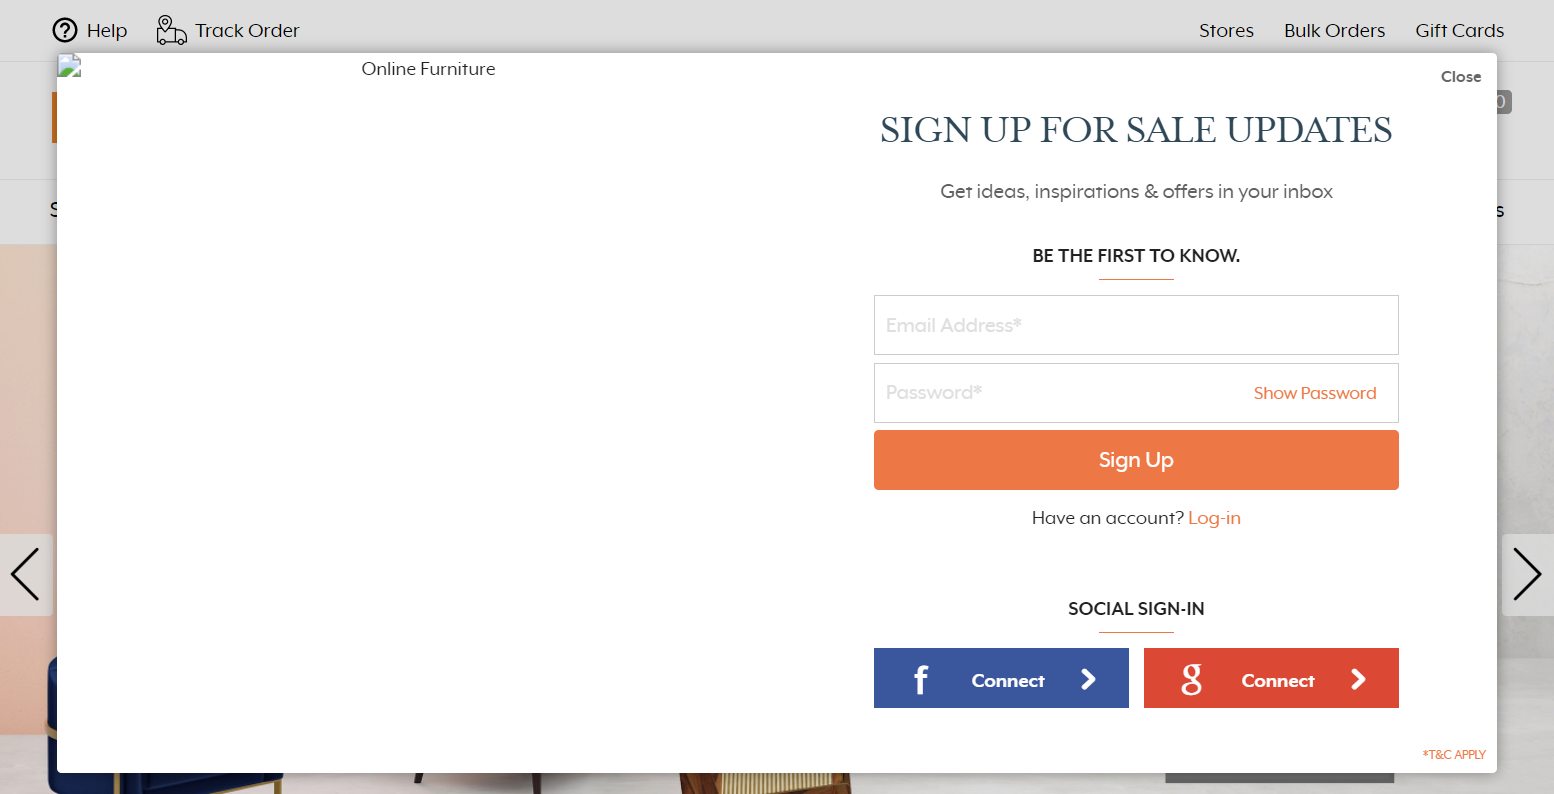 Help
Track Order
Stores
Bulk Orders
Gift Cards
Online Furniture
Close
SIGN UP FOR SALE UPDATES
Get ideas, inspirations & offers in your inbox
BE THE FIRST TO KNOW.
Email Address*
Password*
Show Password
Sign Up
Have an account? Log-in
SOCIAL SIGN-IN
f Connect
g Connect
*T&C APPLY